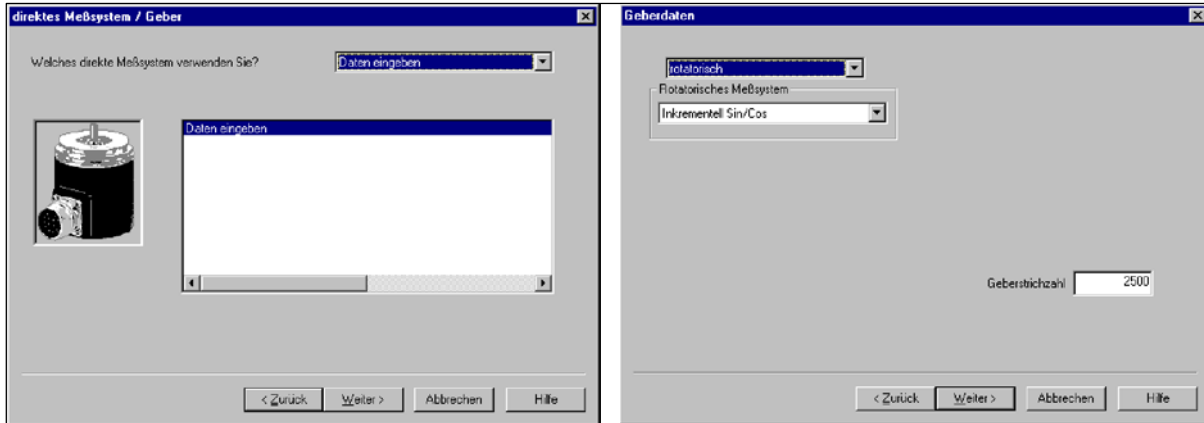 direktes Meßsystem / Geber
Welches direkte Meßsystem verwenden Sie?
Daten eingeben
Daten eingeben
< Zurück
Weiter >
Abbrechen
Hilfe
Geberdaten
rotatorisch
Rotatorisches Meßsystem
Inkrementell Sin/Cos
Geberstrichzahl
2500
< Zurück
Weiter >
Abbrechen
Hilfe